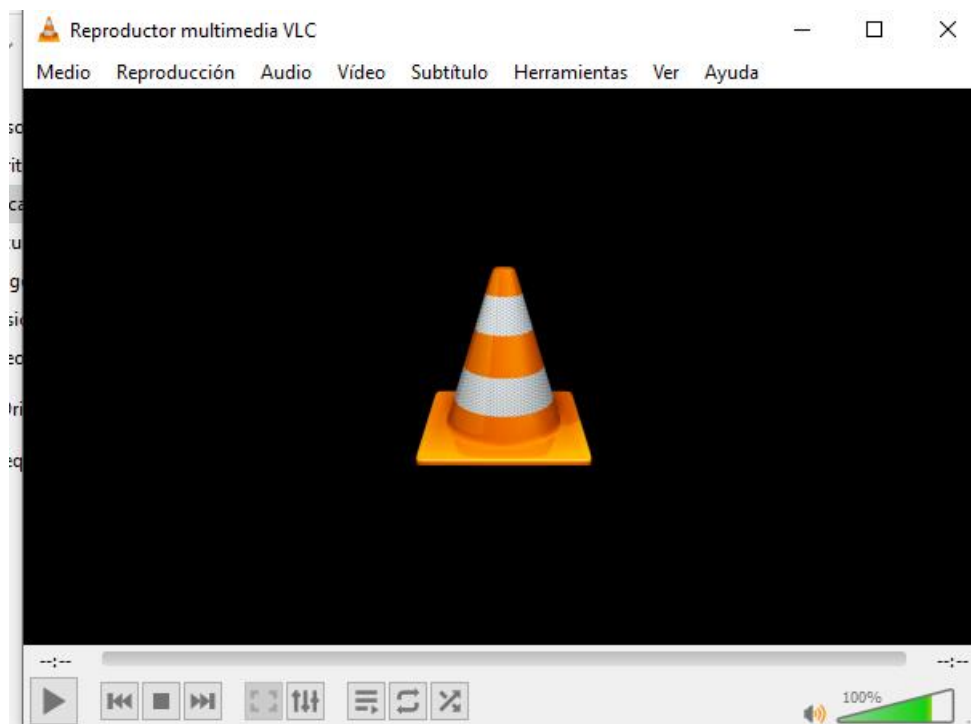 Reproductor multimedia VLC
Medio Reproducción Audio Vídeo Subtítulo Herramientas Ver Ayuda
--:-- --:--
100%